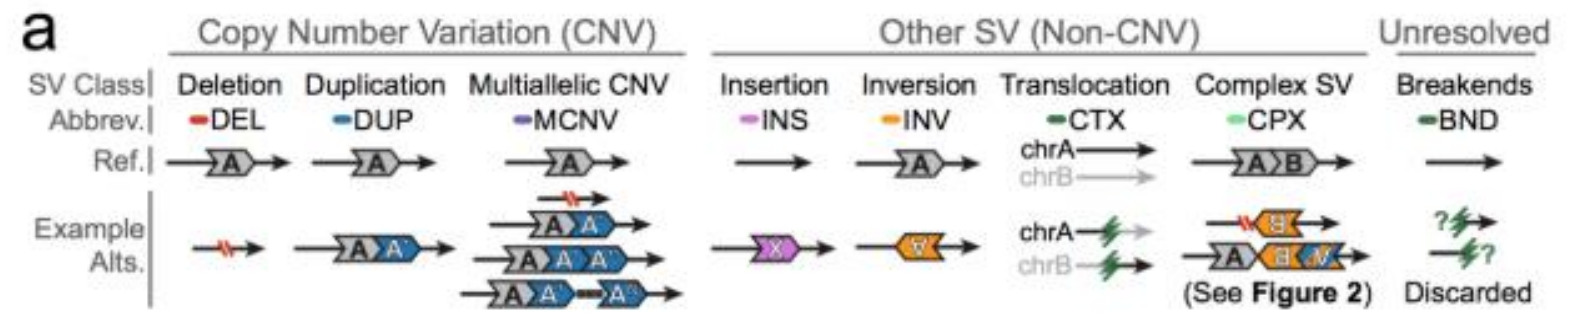 a
Copy Number Variation (CNV) Other SV (Non-CNV) Unresolved
SV Class Deletion Duplication Multiallelic CNV Insertion Inversion Translocation Complex SV Breakends
Abbrev. DEL DUP MCNV INS INV CTX CPX BND
Ref. A A A A chrA A B
chrB
Example Alts.
A A'
A A'
A A' A''
A A' A''
X
A
chrA
chrB
B
A B A'
(See Figure 2)
? ?
Discarded